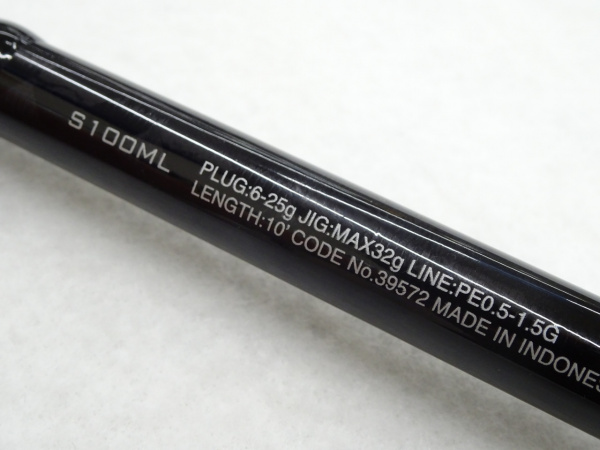 S100ML
PLUG:6-25g JIG:MAX32g LINE:PE0.5-1.5G
LENGTH:10' CODE No.39572 MADE IN INDONES